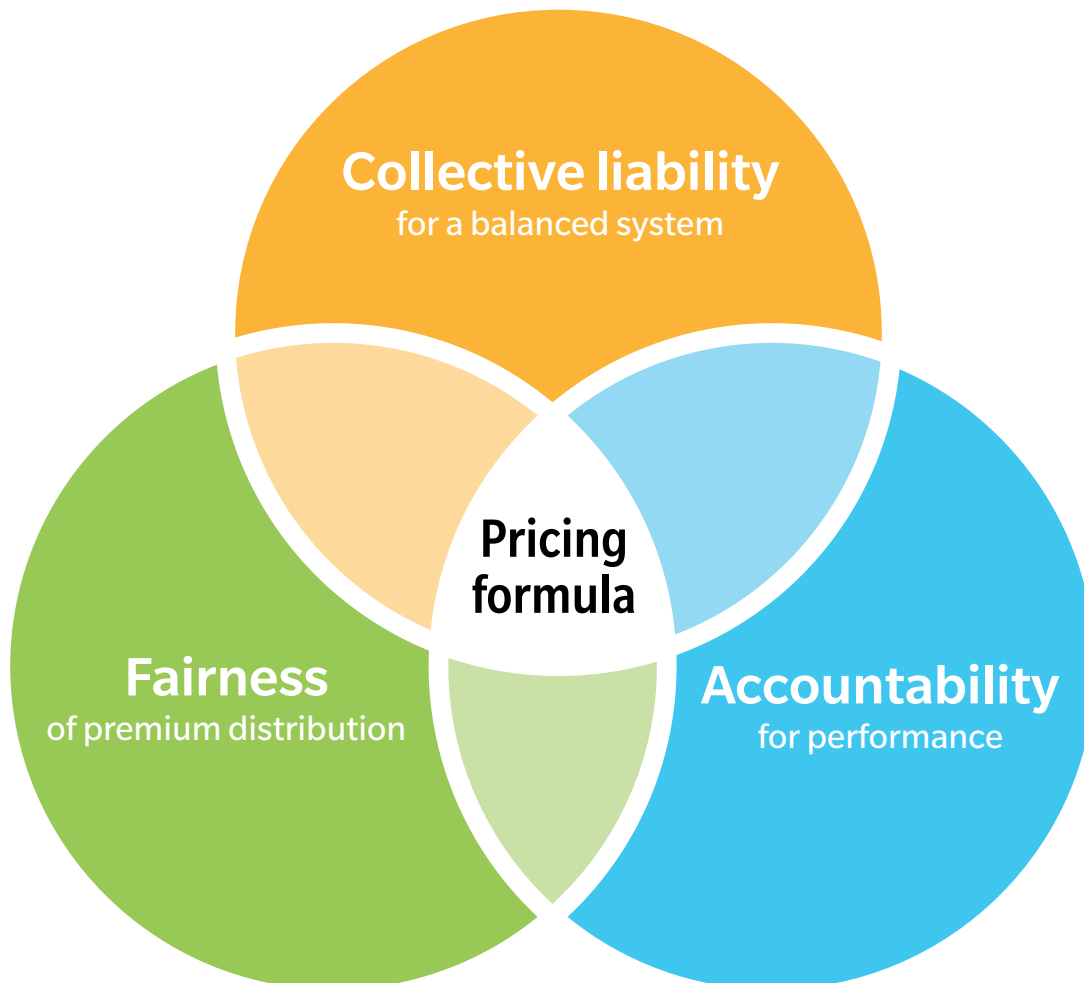 Collective liability
for a balanced system
Pricing
formula
Fairness
of premium distribution
Accountability
for performance